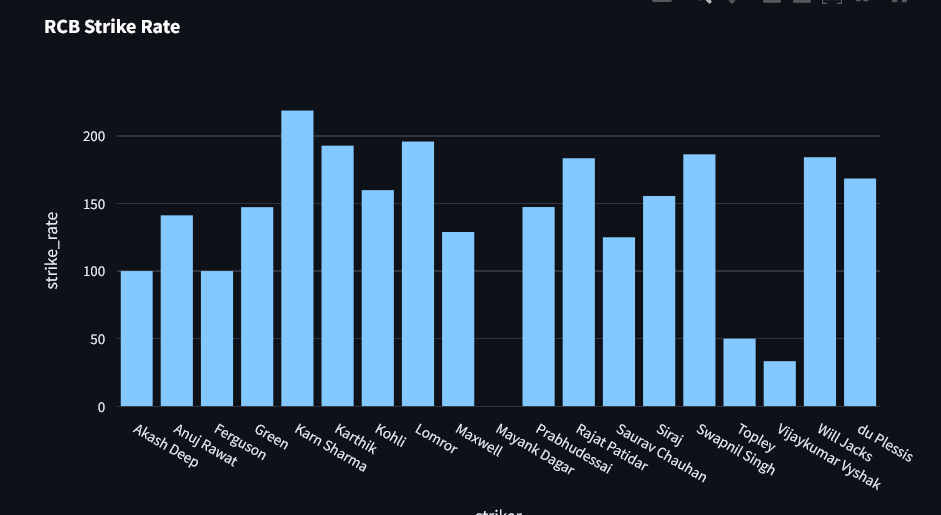 RCB Strike Rate
200
150
100
50
0
strike_rate
Akash Deep
Anuj Rawat
Ferguson
Green
Karn Sharma
Karthik
Kohli
Lomror
Maxwell
Mayank Dagar
Prabhudessai
Rajat Patidar
Saurav Chauhan
Siraj
Swapnil Singh
Topley
Vijaykumar Vyshak
Will Jacks
du Plessis
striker